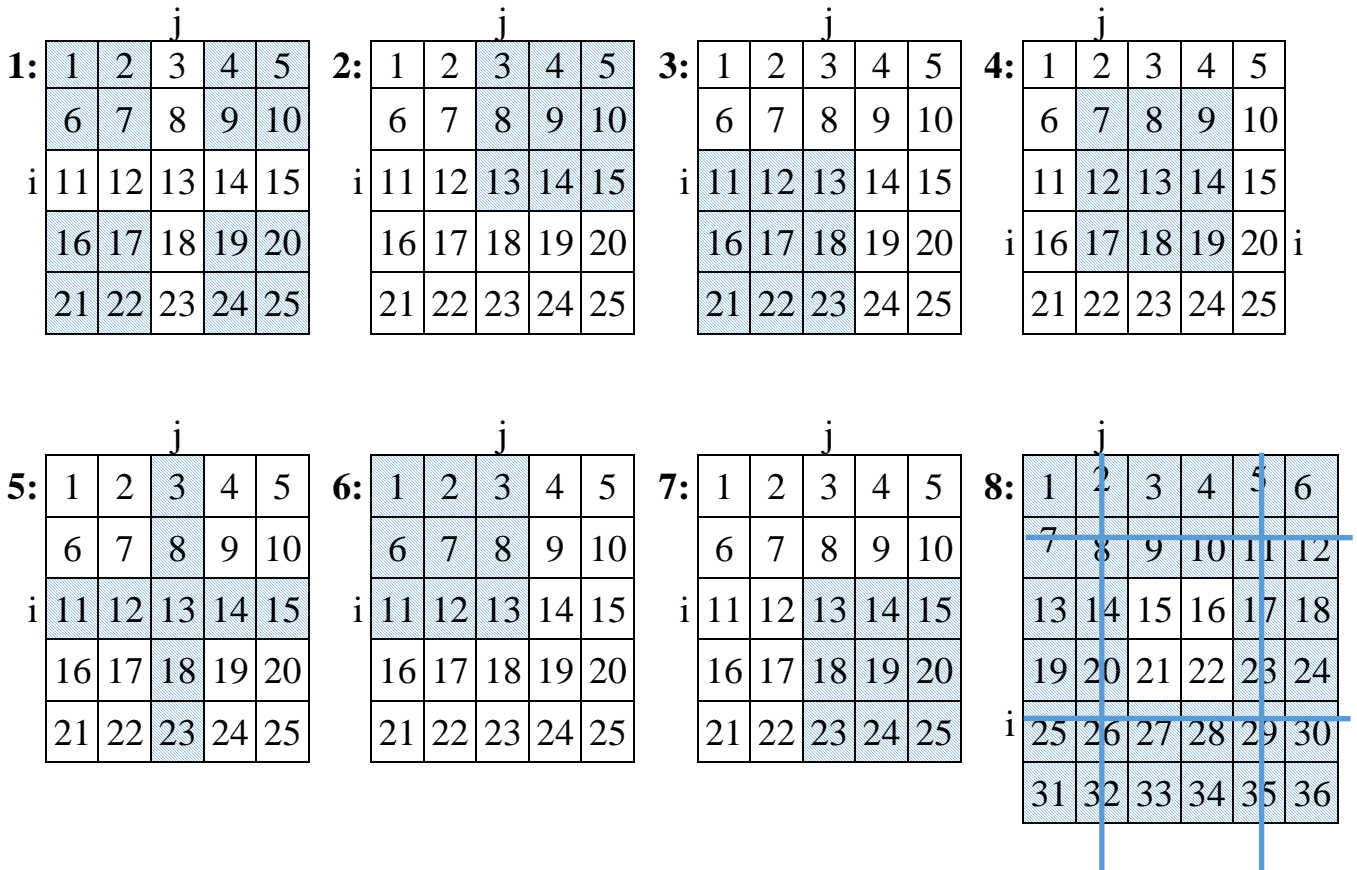 j j j j
1: 1 2 3 4 5 2: 1 2 3 4 5 3: 1 2 3 4 5 4: 1 2 3 4 5
6 7 8 9 10 6 7 8 9 10 6 7 8 9 10 6 7 8 9 10
i 11 12 13 14 15 i 11 12 13 14 15 i 11 12 13 14 15 11 12 13 14 15
16 17 18 19 20 16 17 18 19 20 16 17 18 19 20 i 16 17 18 19 20 i
21 22 23 24 25 21 22 23 24 25 21 22 23 24 25 21 22 23 24 25
j j j j
5: 1 2 3 4 5 6: 1 2 3 4 5 7: 1 2 3 4 5 8: 1 2 3 4 5 6
6 7 8 9 10 6 7 8 9 10 6 7 8 9 10 7 8 9 10 11 12
i 11 12 13 14 15 i 11 12 13 14 15 i 11 12 13 14 15 13 14 15 16 17 18
16 17 18 19 20 16 17 18 19 20 16 17 18 19 20 19 20 21 22 23 24
21 22 23 24 25 21 22 23 24 25 21 22 23 24 25 i 25 26 27 28 29 30
31 32 33 34 35 36